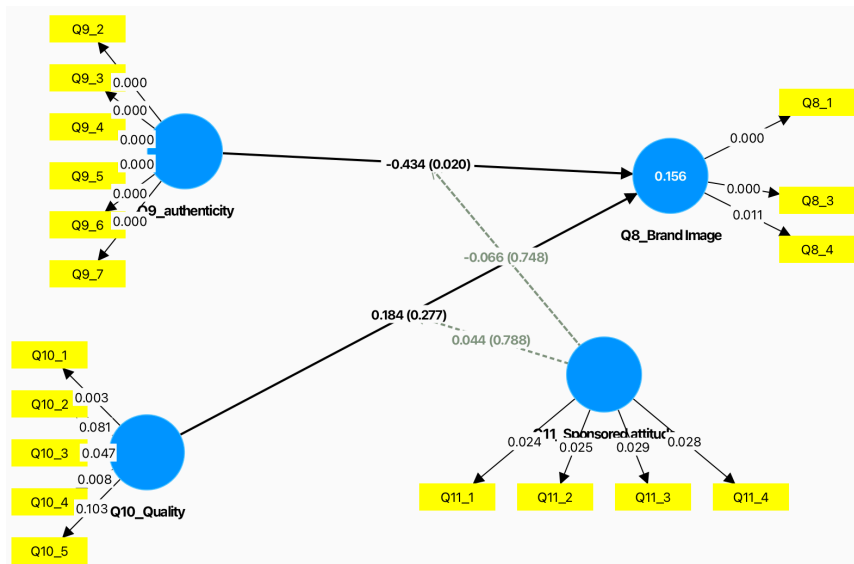 Q9_2
Q9_3
0.000
0.000
Q9_4
0.000
Q9_5
0.000
0.000
Q9_6
0.000
Q9_7
Q9_authenticity
-0.434 (0.020)
Q8_1
0.000
0.156
0.000
Q8_3
0.011
Q8_4
Q8_Brand Image
-0.066 (0.748)
0.184 (0.277)
0.044 (0.788)
Q10_1
0.003
Q10_2
0.081
Q10_3
0.047
0.008
Q10_4
0.103
Q10_5
Q10_Quality
Q11_Sponsored attitud
0.024
0.025
0.029
0.028
Q11_1
Q11_2
Q11_3
Q11_4